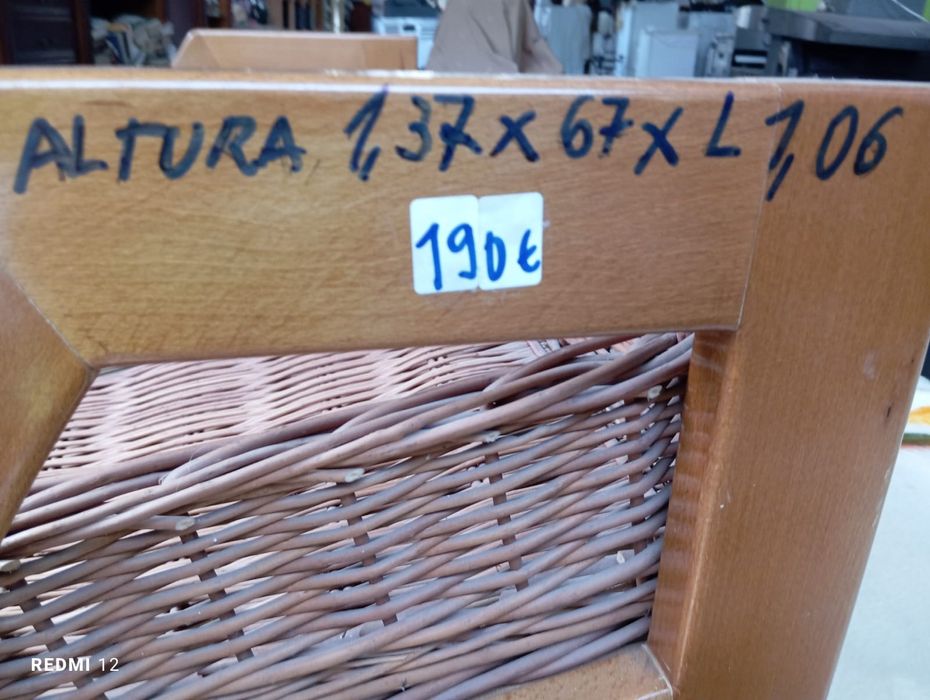 ALTURA 1,37 x 67 x L 1,06
190€
REDMI 12